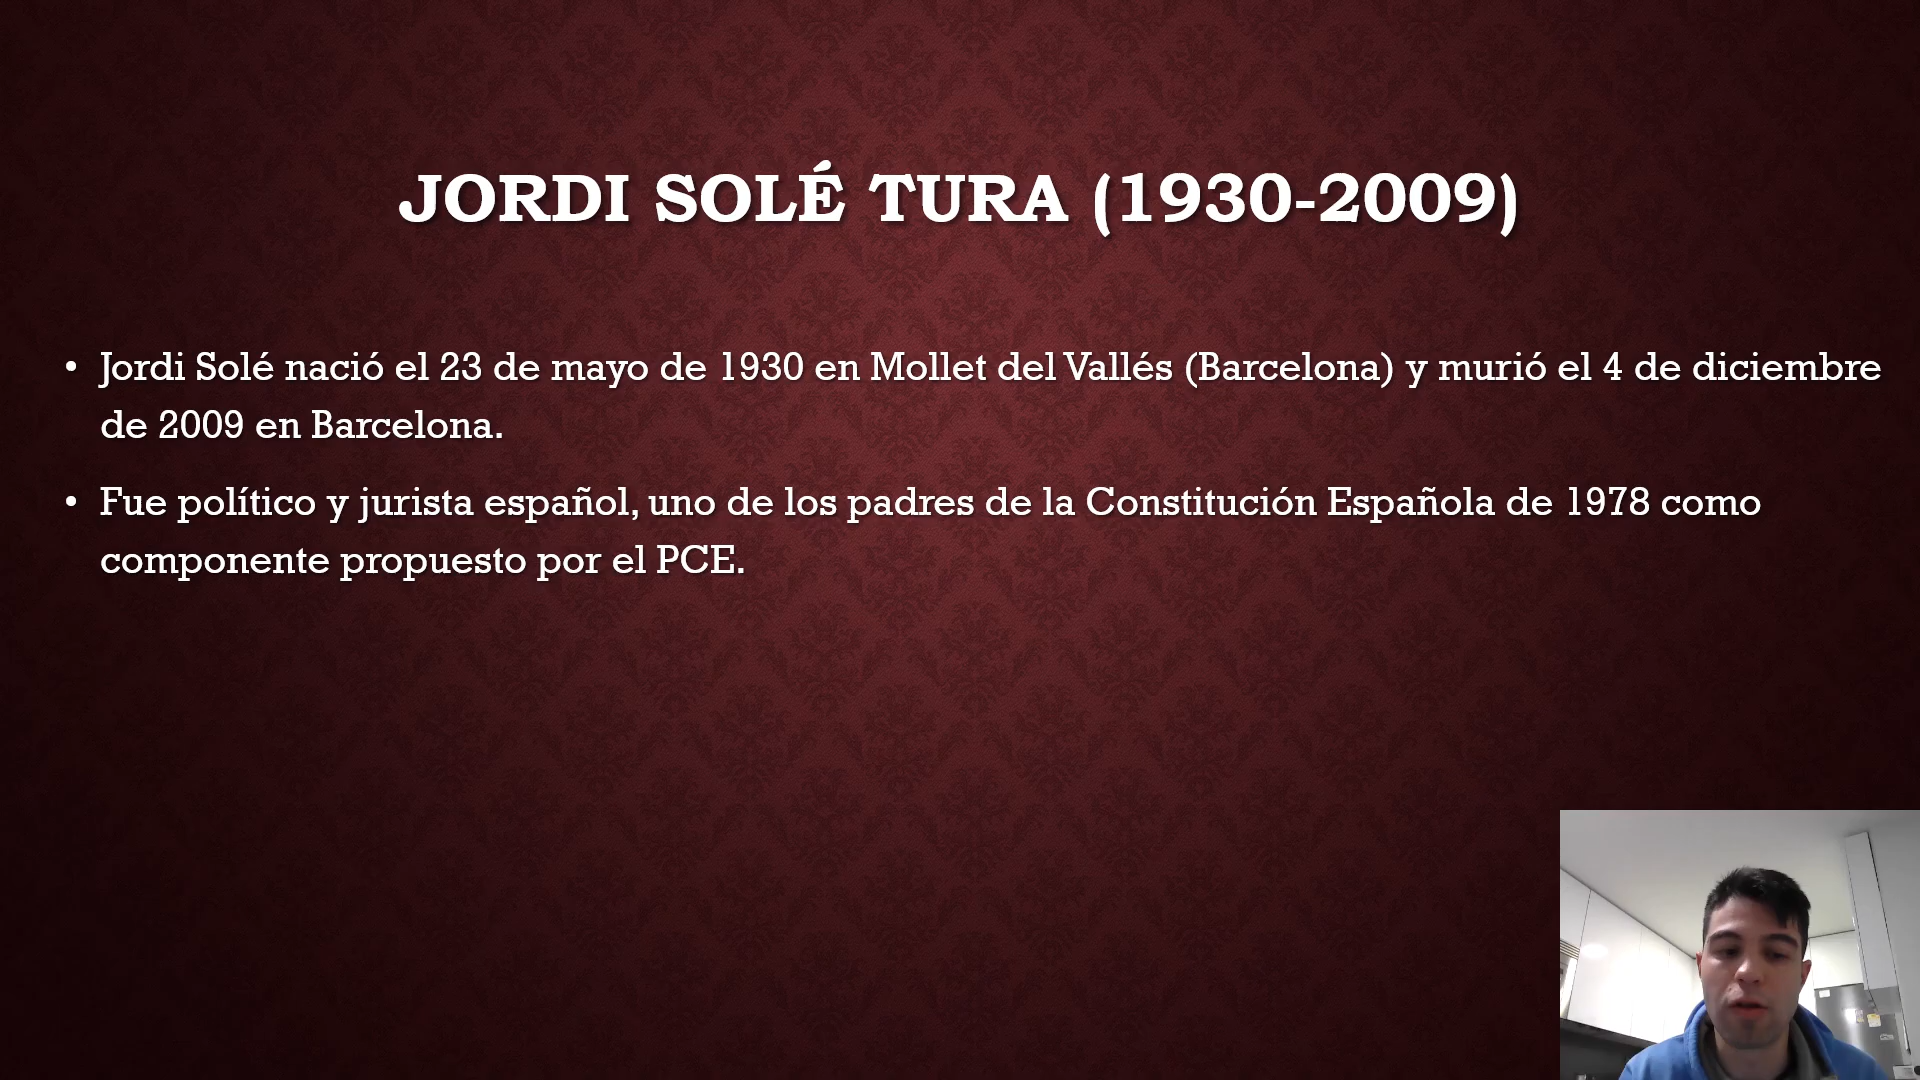 JORDI SOLÉ TURA (1930-2009)
• Jordi Solé nació el 23 de mayo de 1930 en Mollet del Vallés (Barcelona) y murió el 4 de diciembre
de 2009 en Barcelona.
• Fue político y jurista español, uno de los padres de la Constitución Española de 1978 como
componente propuesto por el PCE.